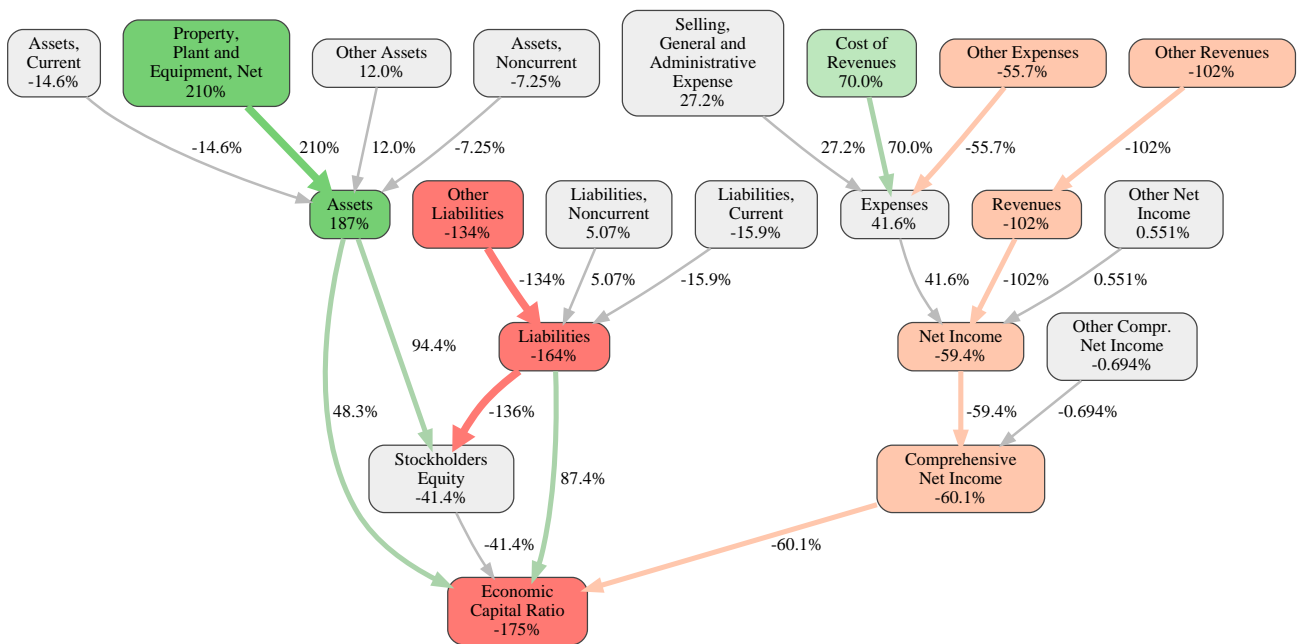 Assets,
Current
-14.6%
Property,
Plant and
Equipment, Net
210%
Other Assets
12.0%
Assets,
Noncurrent
-7.25%
Selling,
General and
Administrative
Expense
27.2%
Cost of
Revenues
70.0%
Other Expenses
-55.7%
Other Revenues
-102%
-14.6%
210%
12.0%
-7.25%
27.2%
70.0%
-55.7%
-102%
Assets
187%
Other
Liabilities
-134%
Liabilities,
Noncurrent
5.07%
Liabilities,
Current
-15.9%
Expenses
41.6%
Revenues
-102%
Other Net
Income
0.551%
-134%
5.07%
-15.9%
41.6%
-102%
0.551%
94.4%
Liabilities
-164%
Net Income
-59.4%
Other Compr.
Net Income
-0.694%
48.3%
-136%
87.4%
-59.4%
-0.694%
Stockholders
Equity
-41.4%
Comprehensive
Net Income
-60.1%
-41.4%
-60.1%
Economic
Capital Ratio
-175%